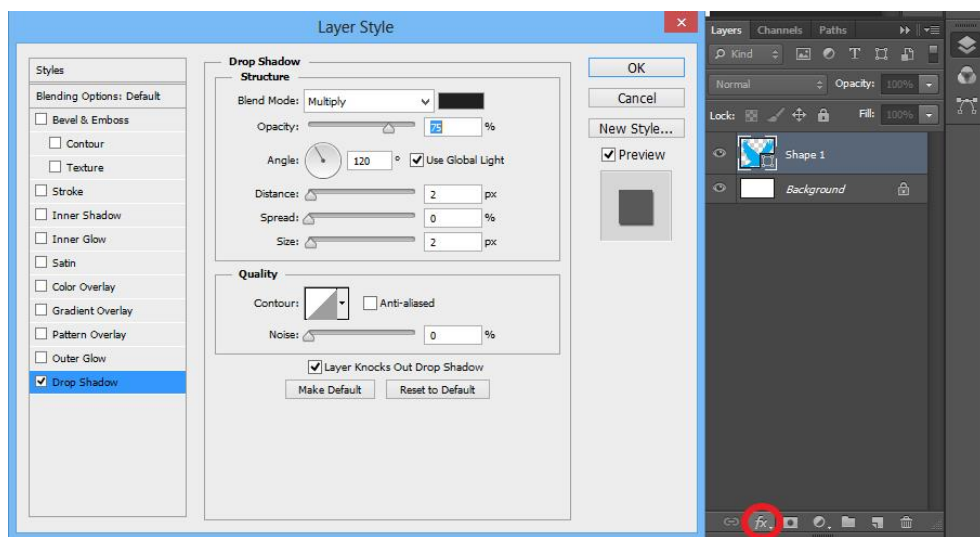 Layer Style
Styles
Blending Options: Default
Bevel & Emboss
Contour
Texture
Stroke
Inner Shadow
Inner Glow
Satin
Color Overlay
Gradient Overlay
Pattern Overlay
Outer Glow
Drop Shadow
Drop Shadow
Structure
Blend Mode: Multiply
Opacity: 75 %
Angle: 120 ° Use Global Light
Distance: 2 px
Spread: 0 %
Size: 2 px
Quality
Contour: Anti-aliased
Noise: 0 %
Layer Knocks Out Drop Shadow
Make Default Reset to Default
OK
Cancel
New Style...
Preview
Layers Channels Paths
Kind
Normal Opacity: 100%
Lock: Fill: 100%
Shape 1
Background
fx